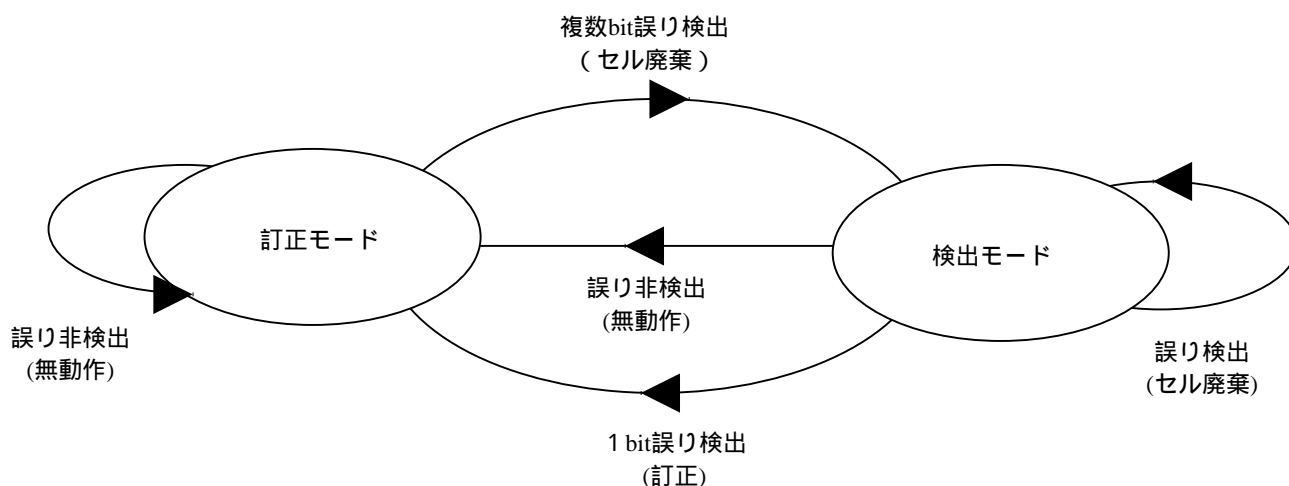 複数bit誤り検出
（セル廃棄）
訂正モード
検出モード
誤り非検出
(無動作)
誤り非検出
(無動作)
誤り検出
(セル廃棄)
１bit誤り検出
(訂正)